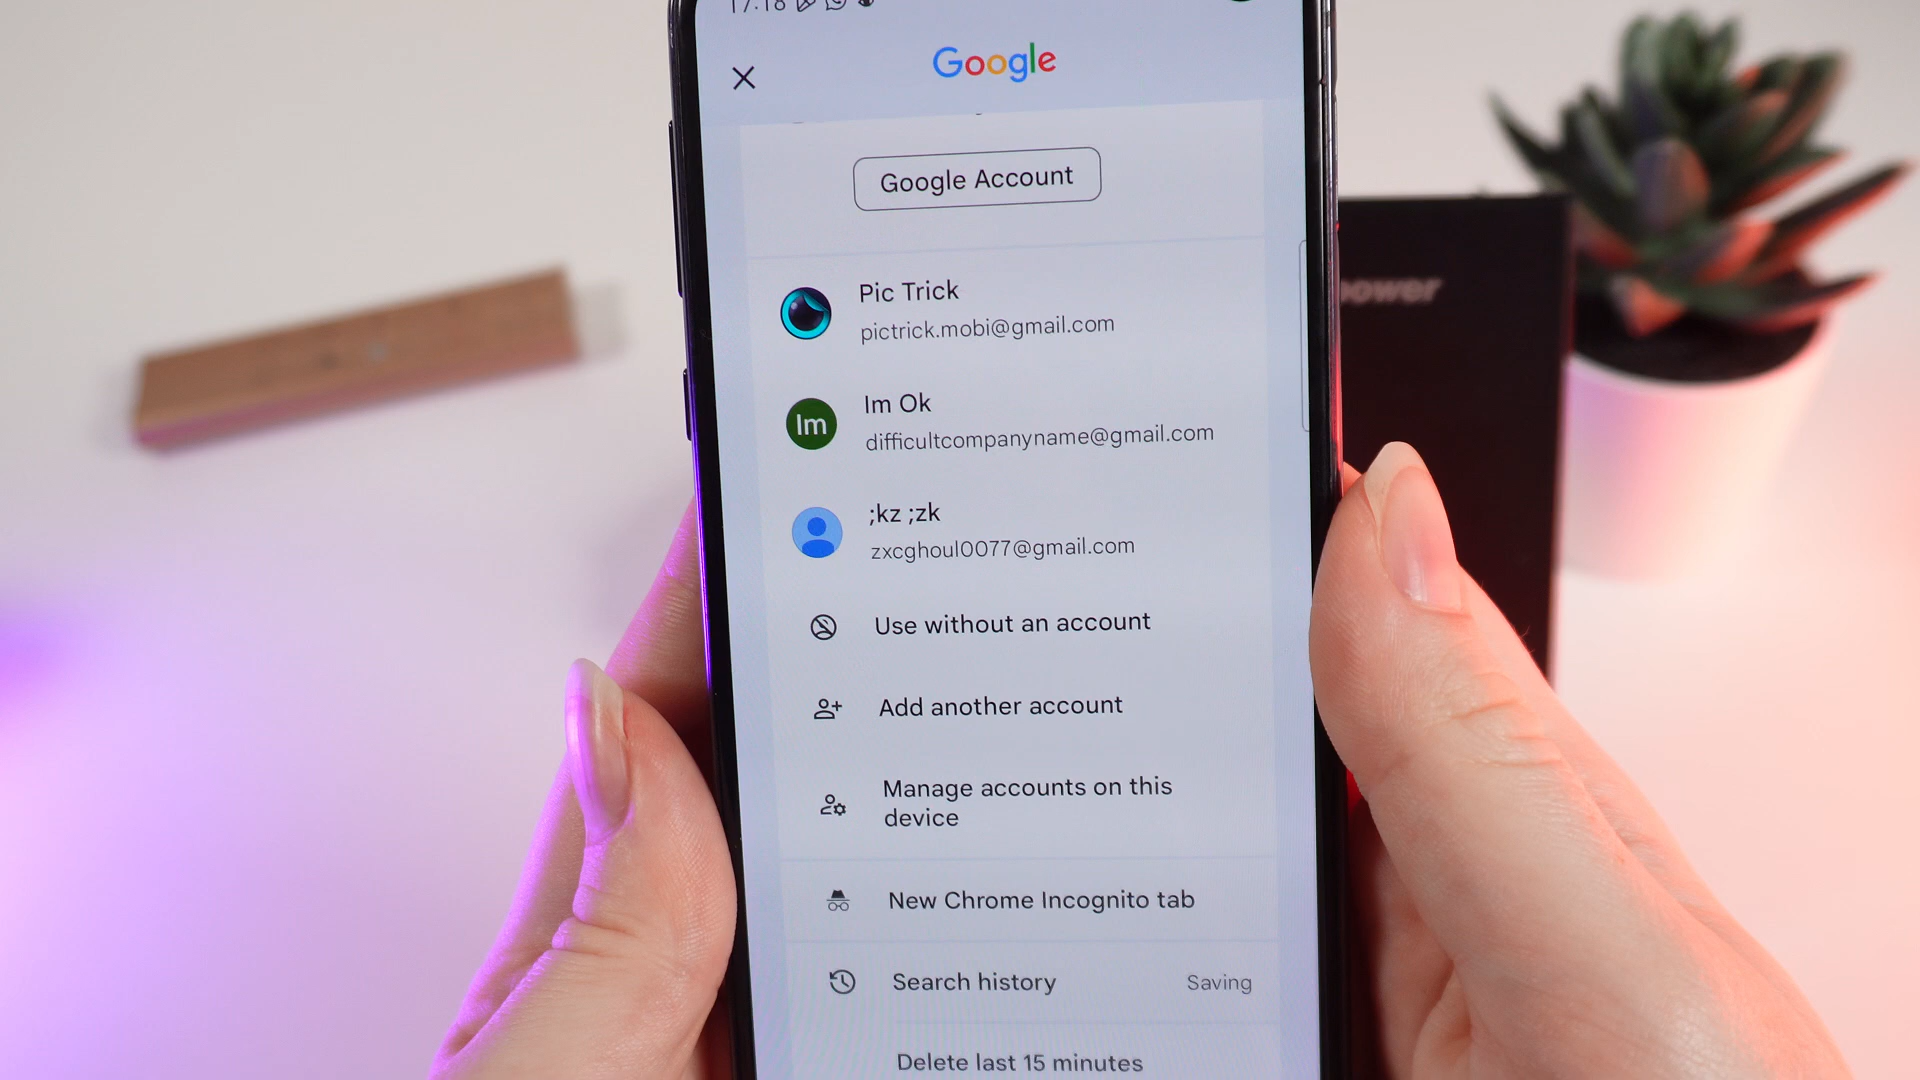 17:18
Google
Google Account
Pic Trick
pictrick.mobi@gmail.com
Im
Im Ok
difficultcompanyname@gmail.com
;kz ;zk
zxcghoul0077@gmail.com
Use without an account
Add another account
Manage accounts on this
device
New Chrome Incognito tab
Search history Saving
Delete last 15 minutes
power